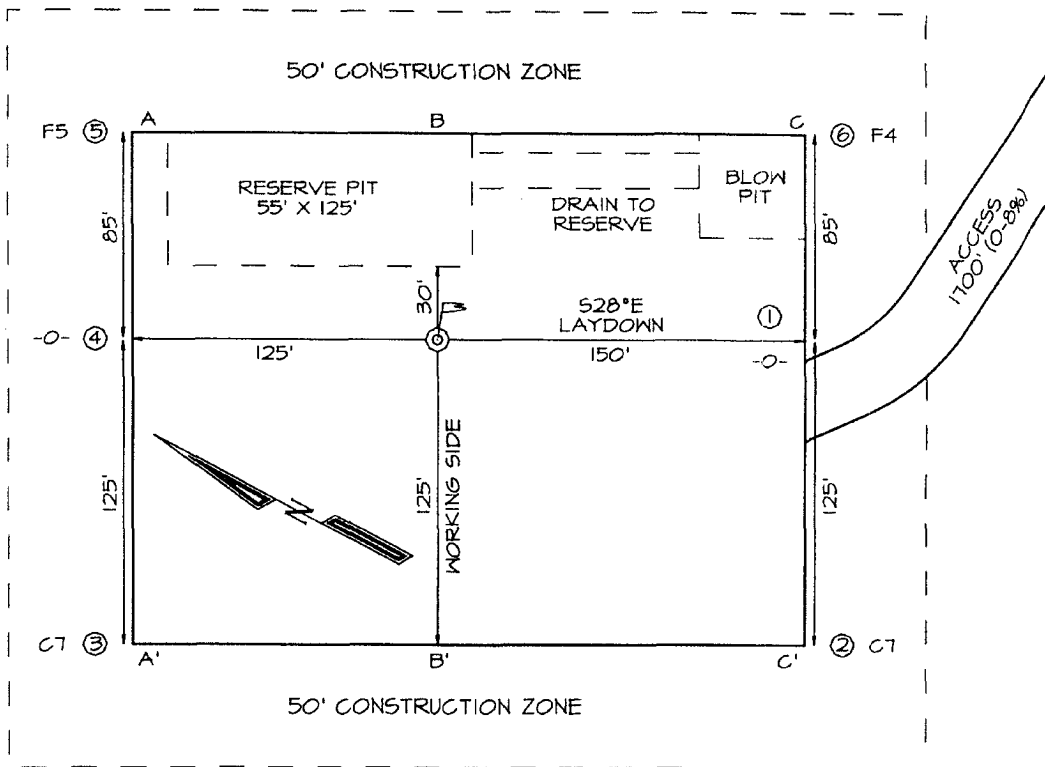 50' CONSTRUCTION ZONE
A
B
C
F5 ⑤
⑥ F4
RESERVE PIT
55' X 125'
DRAIN TO
RESERVE
BLOW
PIT
85'
85'
ACCESS
1700' (0-8%)
30'
S28°E
LAYDOWN
①
-0- ④
125'
150'
-0-
125'
125'
WORKING SIDE
125'
N
C7 ③
② C7
A'
B'
C'
50' CONSTRUCTION ZONE